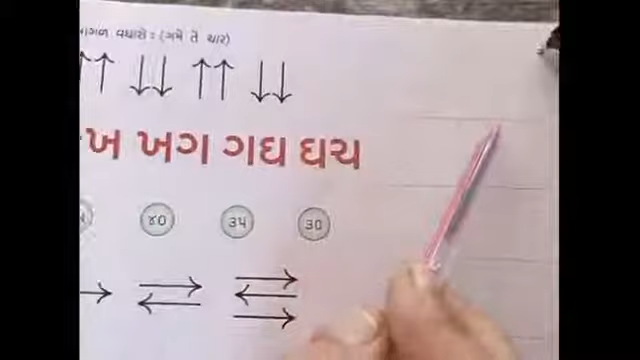 વધારો : (ગમે તે ચાર)
ખ ખગ ગઘ ઘચ
૪૦ ૩૫ ૩૦